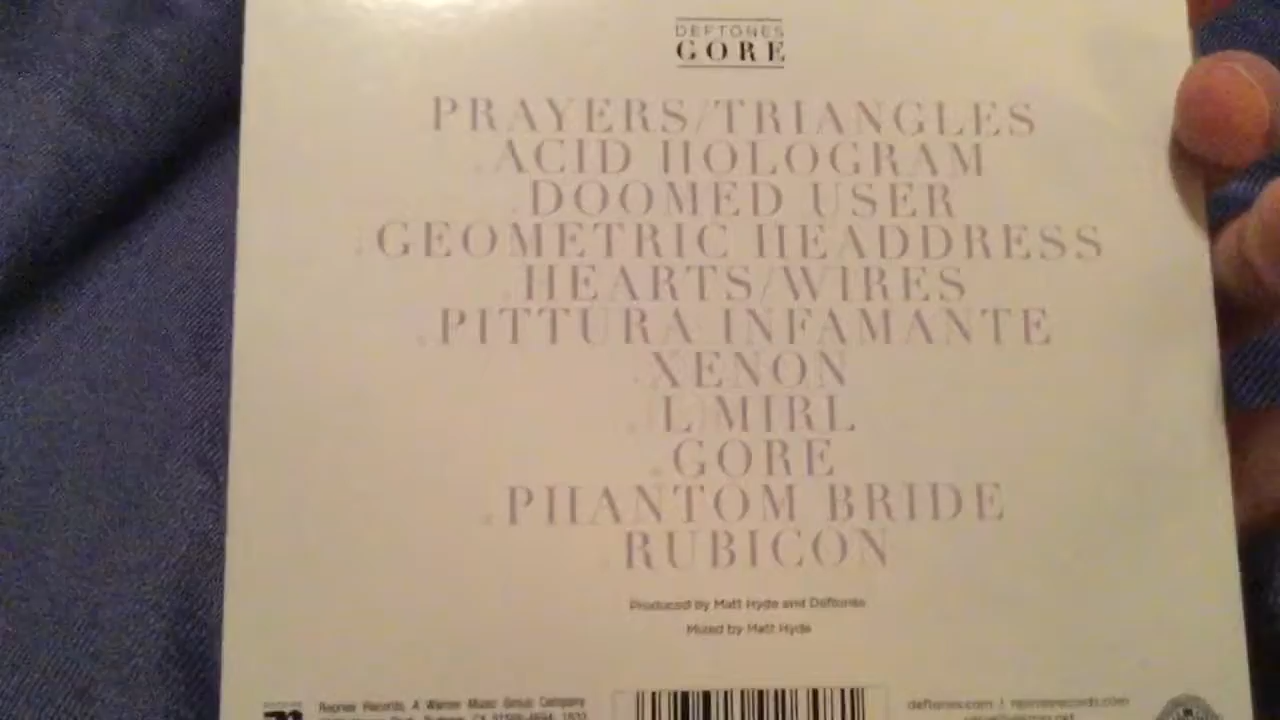 DEFTONES
GORE
PRAYERS/TRIANGLES
ACID HOLOGRAM
DOOMED USER
GEOMETRIC HEADDRESS
HEARTS/WIRES
PITTURA INFAMANTE
XENON
(L)MIRL
GORE
PHANTOM BRIDE
RUBICON
Produced by Matt Hyde and Deftones
Mixed by Matt Hyde
Reprise Records, A Warner Music Group Company
deftones.com | repriserecords.com